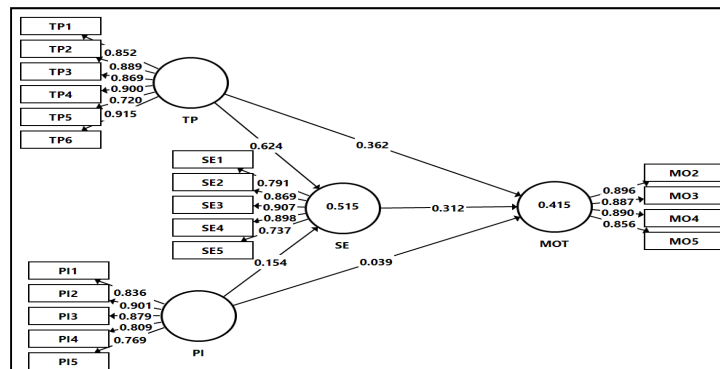 TP1
TP2
TP3
TP4
TP5
TP6
0.852
0.889
0.869
0.900
0.720
0.915
TP
0.624
0.362
SE1
SE2
SE3
SE4
SE5
0.791
0.869
0.907
0.898
0.737
0.515
SE
0.312
0.415
MOT
0.896
0.887
0.890
0.856
MO2
MO3
MO4
MO5
0.154
0.039
PI1
PI2
PI3
PI4
PI5
0.836
0.901
0.879
0.809
0.769
PI